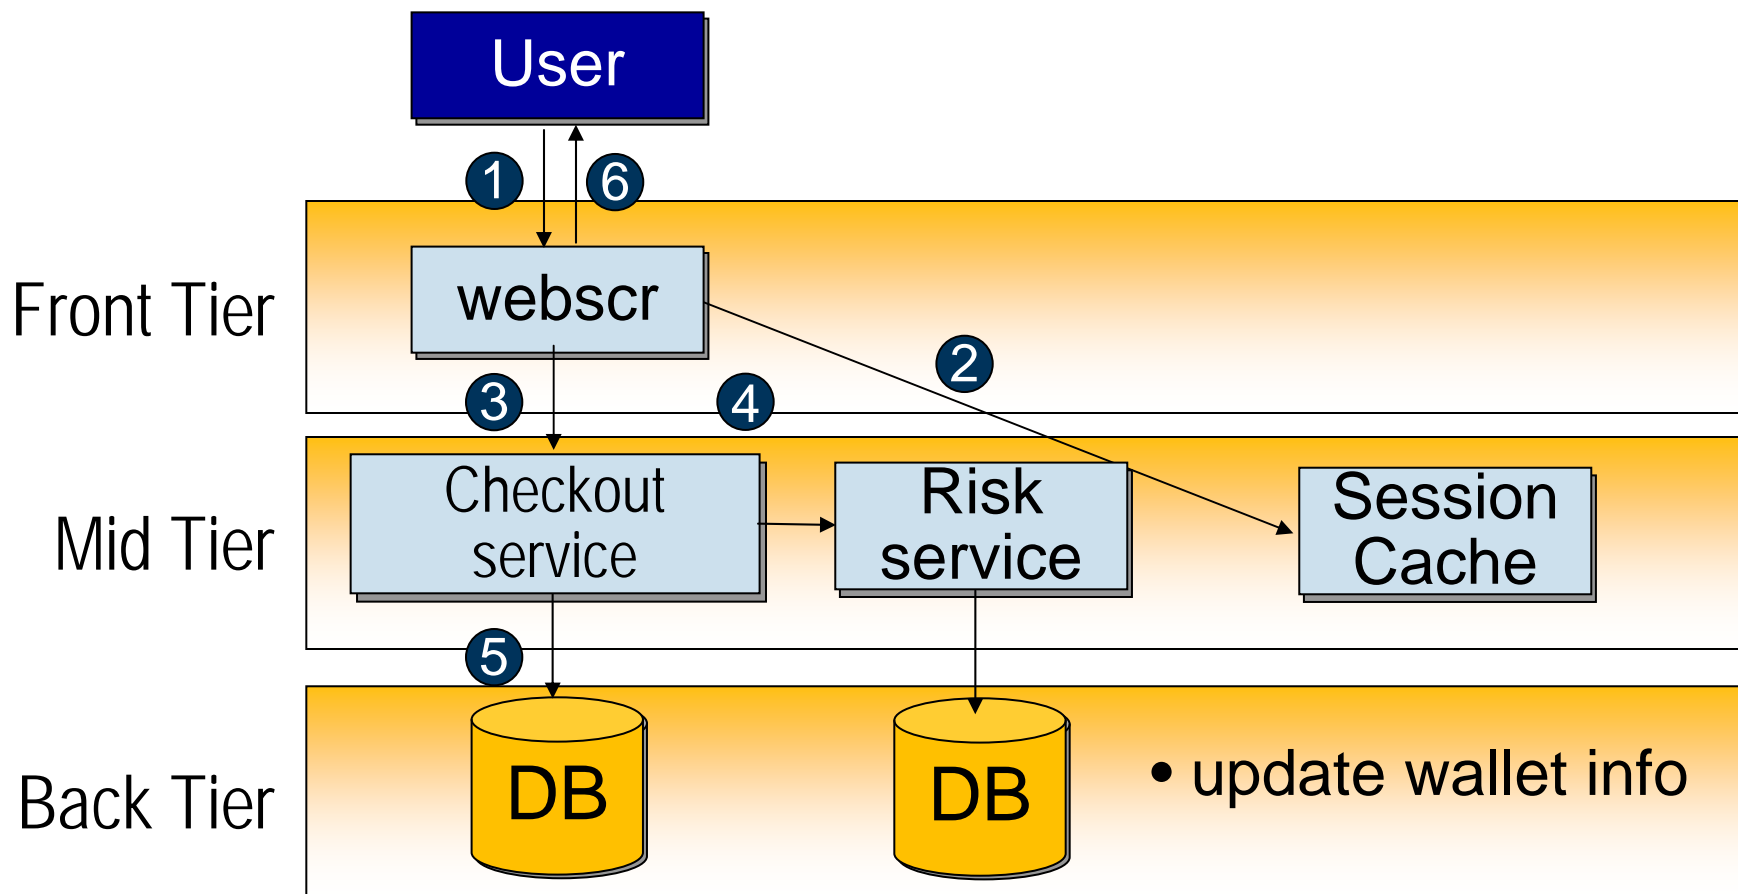 User
1
6
Front Tier
webscr
2
3
4
Mid Tier
Checkout
service
Risk
service
Session
Cache
5
Back Tier
DB
DB
• update wallet info